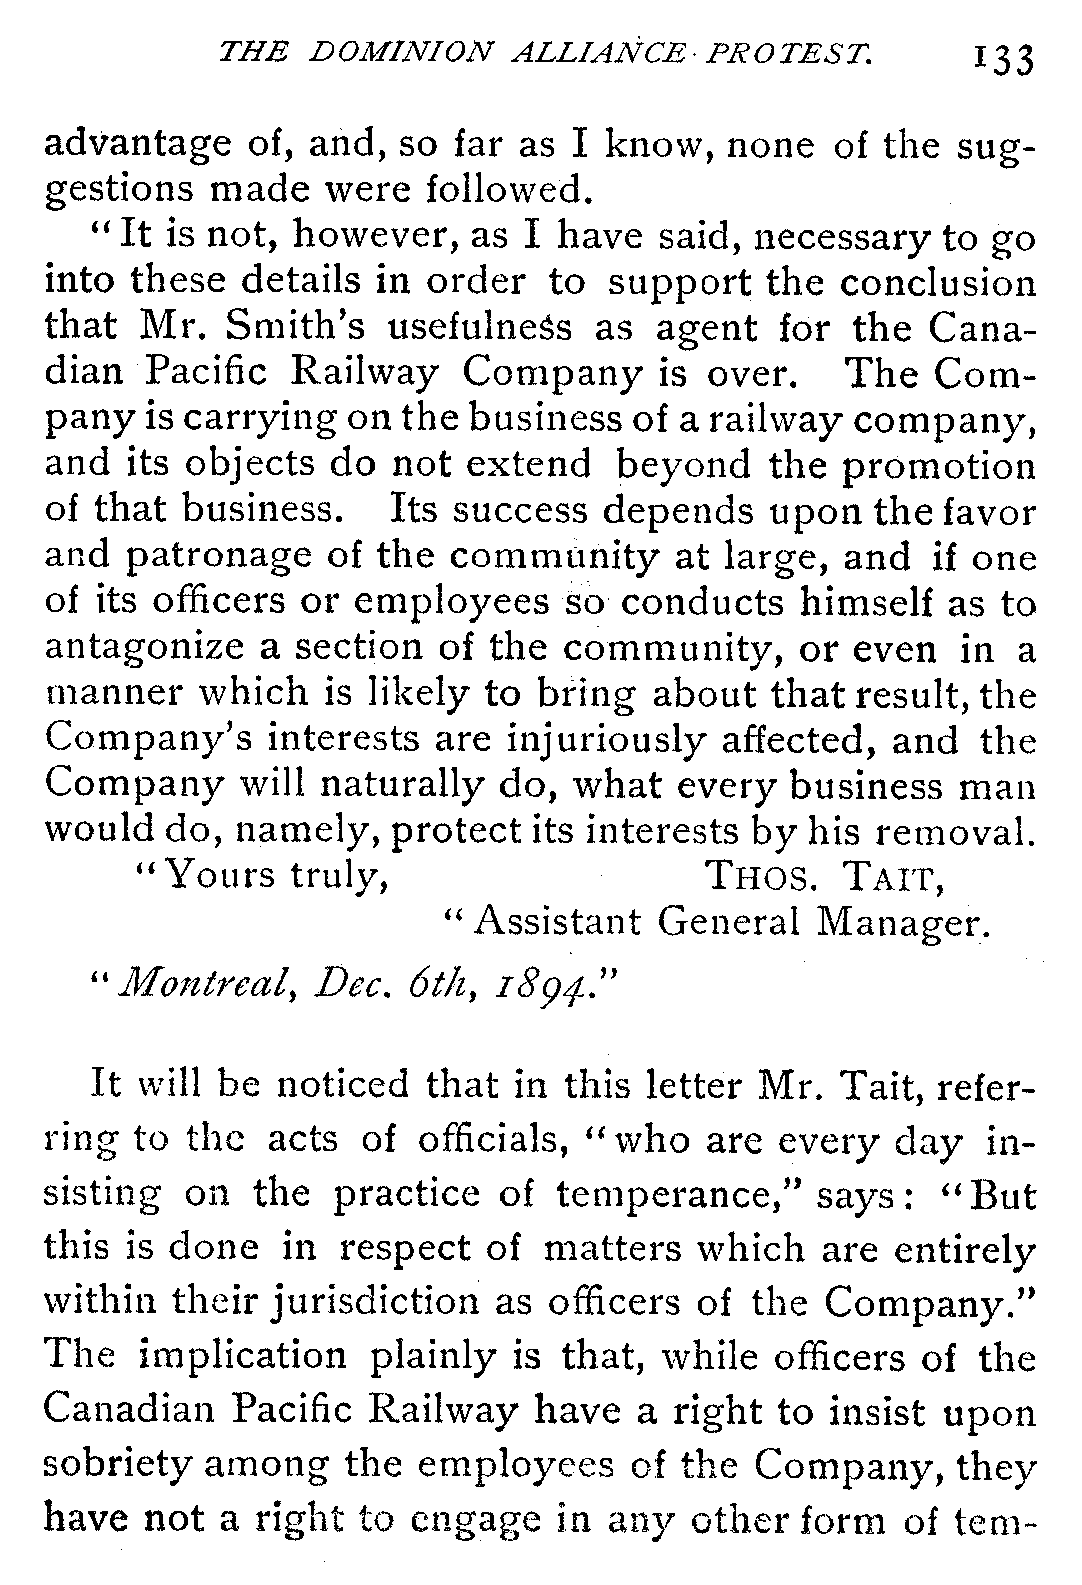 THE DOMINION ALLIANCE PROTEST. 133
advantage of, and, so far as I know, none of the sug-
gestions made were followed.
"It is not, however, as I have said, necessary to go
into these details in order to support the conclusion
that Mr. Smith's usefulness as agent for the Cana-
dian Pacific Railway Company is over. The Com-
pany is carrying on the business of a railway company,
and its objects do not extend beyond the promotion
of that business. Its success depends upon the favor
and patronage of the community at large, and if one
of its officers or employees so conducts himself as to
antagonize a section of the community, or even in a
manner which is likely to bring about that result, the
Company's interests are injuriously affected, and the
Company will naturally do, what every business man
would do, namely, protect its interests by his removal.
"Yours truly, THOS. TAIT,
"Assistant General Manager.
"Montreal, Dec. 6th, 1894."
It will be noticed that in this letter Mr. Tait, refer-
ring to the acts of officials, "who are every day in-
sisting on the practice of temperance," says: "But
this is done in respect of matters which are entirely
within their jurisdiction as officers of the Company."
The implication plainly is that, while officers of the
Canadian Pacific Railway have a right to insist upon
sobriety among the employees of the Company, they
have not a right to engage in any other form of tem-